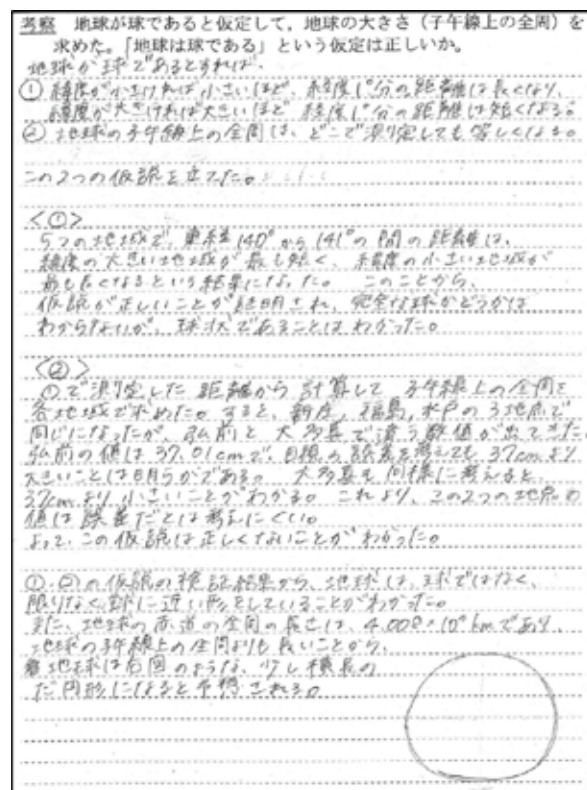 考察 地球が球であると仮定して,地球の大きさ(子午線上の全周)を
求めた。「地球は球である」という仮定は正しいか。
地球が球であるとすれば、
① 緯度が小さければ小さいほど、経度1°分の距離は長くなり、
緯度が大きければ大きいほど 経度1°分の距離は短くなる。
② 地球の子午線上の全周は、どこで測定しても等しくなる。
この2つの仮説を立てた。
<①>
5つの地域で、東経140°から141°の間の距離は、
緯度の大きい地域が最も短く、緯度の小さい地域が
最も長くなるという結果になった。このことから、
仮説が正しいことが証明され、完全な球かどうかは
わからないが、球状であることはわかった。
<②>
①で測定した距離から計算して 子午線上の全周を
各地域で求めた。すると、 福島, 水戸の3地点で
同じになったが、弘前と大多喜で違う数値が出てきた。
弘前の値は37.01cmで、目視の誤差を考えても、37cmより
大きいことは明らかである。大多喜も同様に考えると、
37cmより小さいことがわかる。これより、この2つの地点の
値は誤差だとは考えにくい。
よって、この仮説は正しくないことがわかった。
①・②の仮説の検証結果から、地球は、球ではなく、
限りなく球に近い形をしていることがわかった。
また、地球の赤道の全周の長さは、4.008×10⁴kmであり、
地球の子午線上の全周よりも長いことから、
地球は右図のような、少し横長の
だ円形になると予想される。